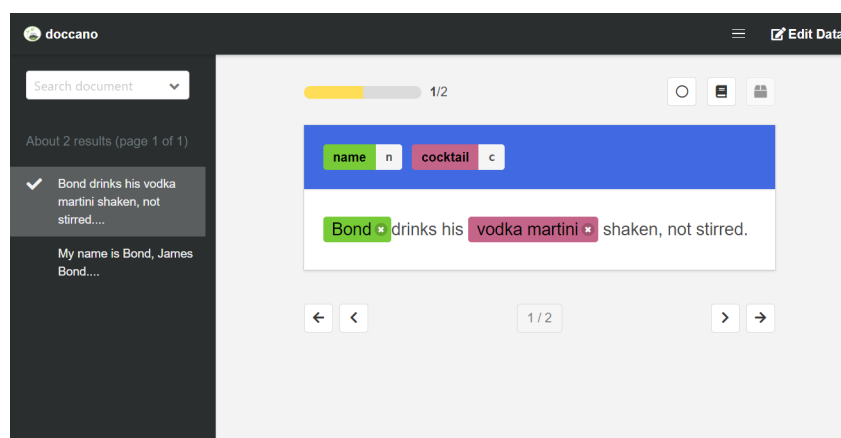 doccano
Edit Data
Search document
1/2
About 2 results (page 1 of 1)
name n cocktail c
Bond drinks his vodka
martini shaken, not
stirred....
Bond drinks his vodka martini shaken, not stirred.
My name is Bond, James
Bond....
1 / 2